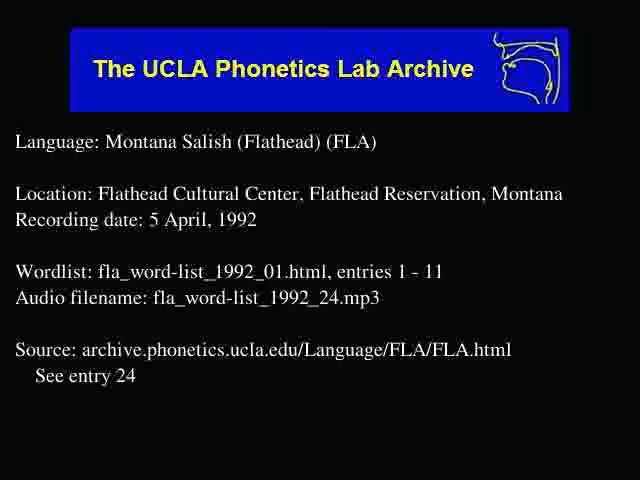 The UCLA Phonetics Lab Archive
Language: Montana Salish (Flathead) (FLA)
Location: Flathead Cultural Center, Flathead Reservation, Montana
Recording date: 5 April, 1992
Wordlist: fla_word-list_1992_01.html, entries 1 - 11
Audio filename: fla_word-list_1992_24.mp3
Source: archive.phonetics.ucla.edu/Language/FLA/FLA.html
See entry 24